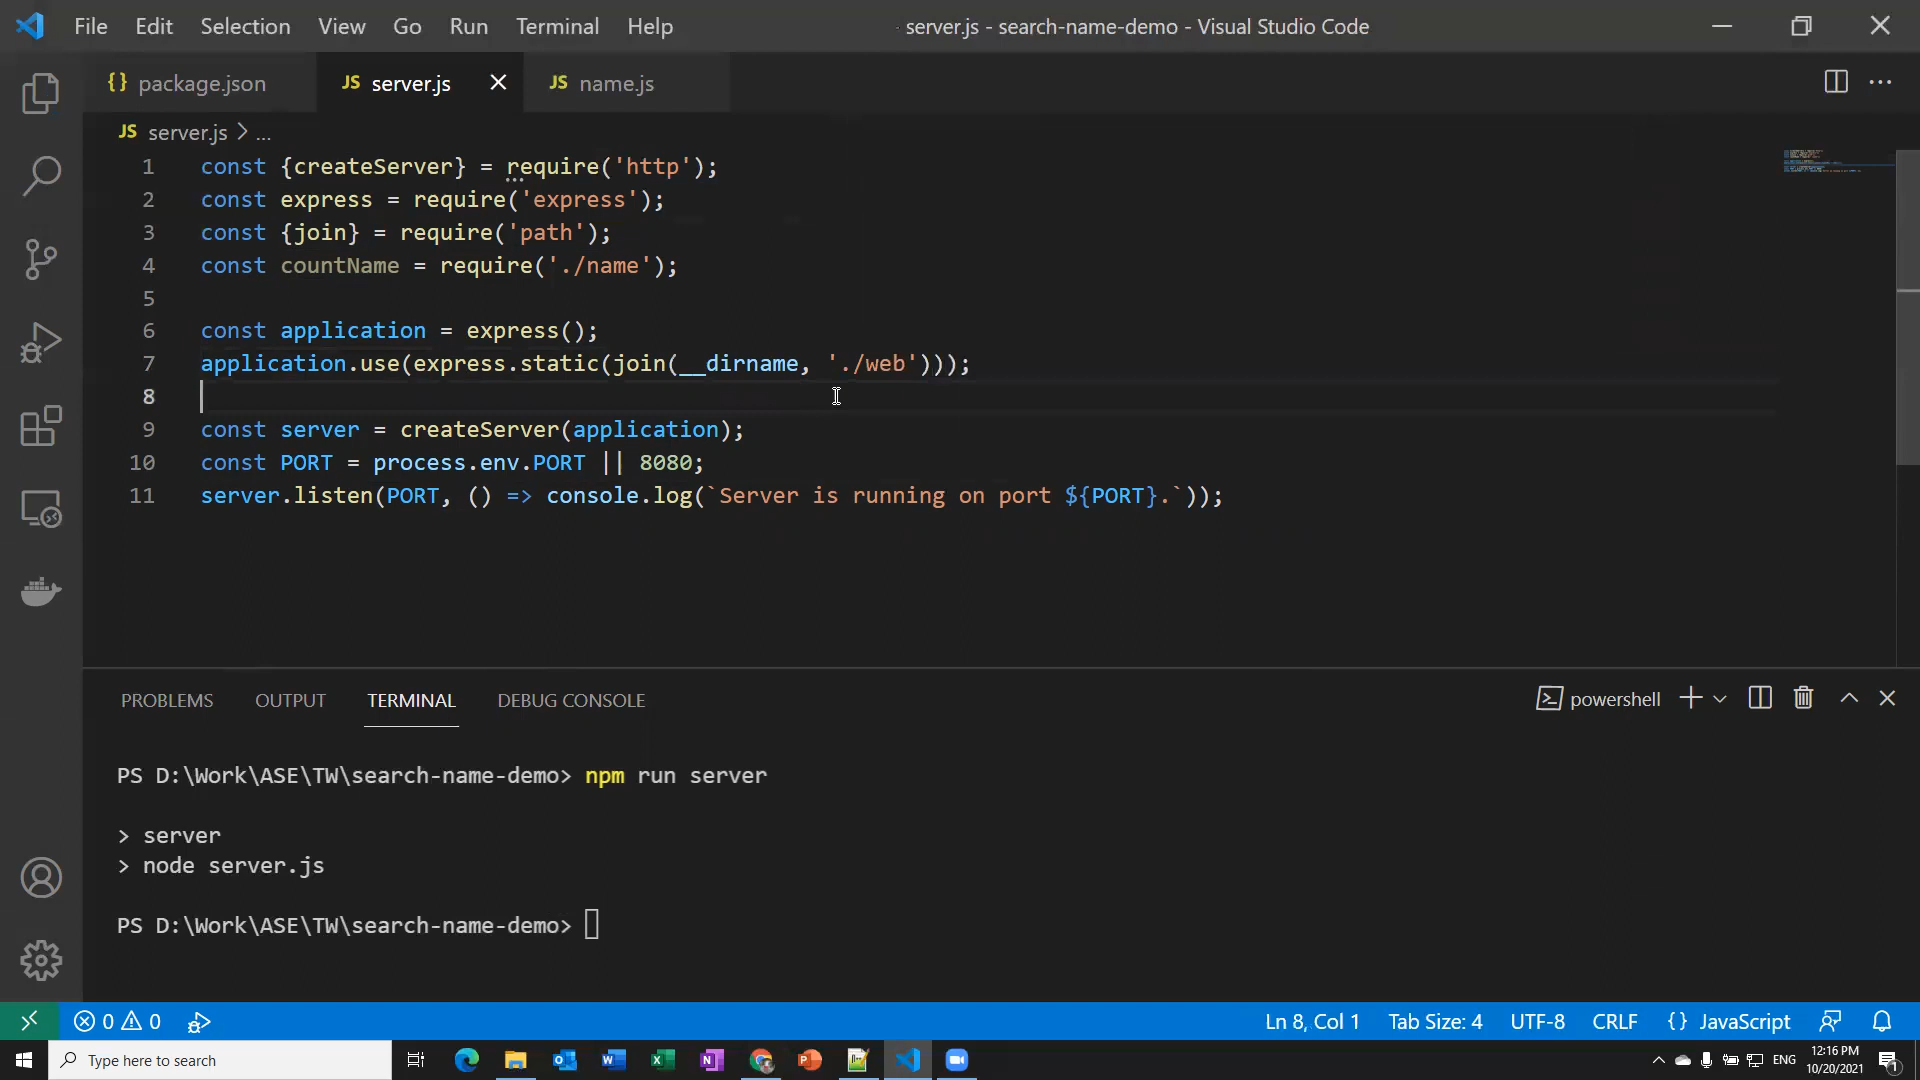 File Edit Selection View Go Run Terminal Help
server.js - search-name-demo - Visual Studio Code
{} package.json
JS server.js
JS name.js
JS server.js > ...
1 const {createServer} = require('http');
2 const express = require('express');
3 const {join} = require('path');
4 const countName = require('./name');
5
6 const application = express();
7 application.use(express.static(join(__dirname, './web')));
8
9 const server = createServer(application);
10 const PORT = process.env.PORT || 8080;
11 server.listen(PORT, () => console.log(`Server is running on port ${PORT}.`));
PROBLEMS OUTPUT TERMINAL DEBUG CONSOLE
powershell
PS D:\Work\ASE\TW\search-name-demo> npm run server
> server
> node server.js
PS D:\Work\ASE\TW\search-name-demo>
0 0
Ln 8, Col 1 Tab Size: 4 UTF-8 CRLF {} JavaScript
Type here to search
ENG
12:16 PM
10/20/2021
1